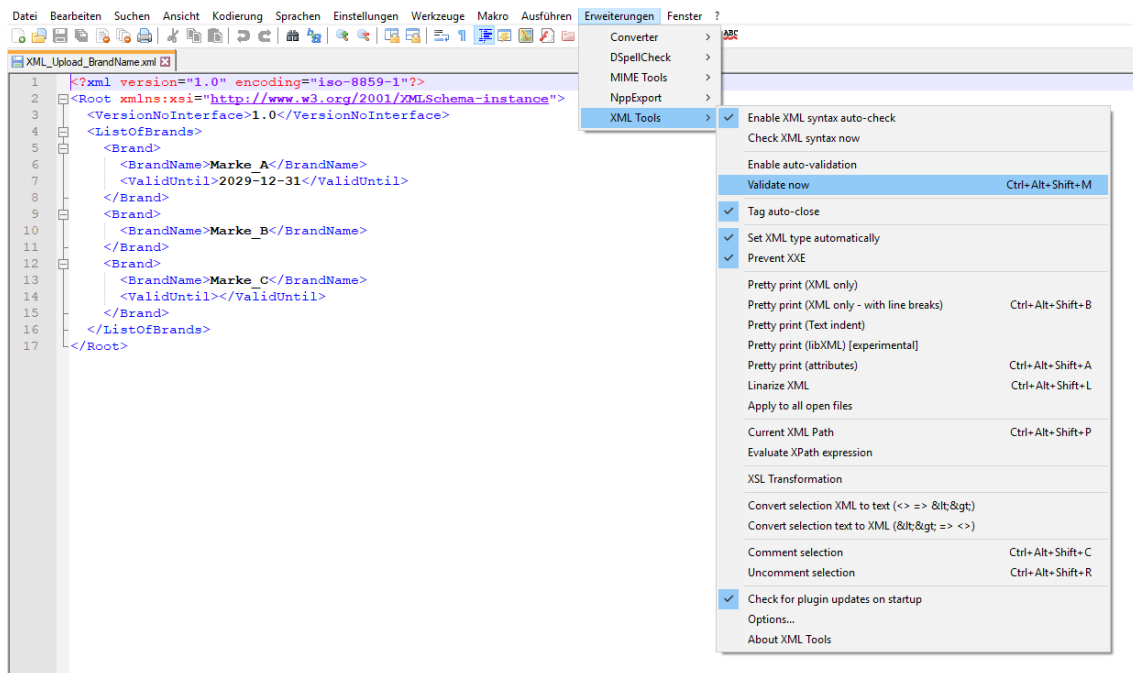 Datei Bearbeiten Suchen Ansicht Kodierung Sprachen Einstellungen Werkzeuge Makro Ausführen Erweiterungen Fenster ?
ABC
XML_Upload_BrandName.xml
1 <?xml version="1.0" encoding="iso-8859-1"?>
2 <Root xmlns:xsi="http://www.w3.org/2001/XMLSchema-instance">
3 <VersionNoInterface>1.0</VersionNoInterface>
4 <ListOfBrands>
5 <Brand>
6 <BrandName>Marke_A</BrandName>
7 <ValidUntil>2029-12-31</ValidUntil>
8 </Brand>
9 <Brand>
10 <BrandName>Marke_B</BrandName>
11 </Brand>
12 <Brand>
13 <BrandName>Marke_C</BrandName>
14 <ValidUntil></ValidUntil>
15 </Brand>
16 </ListOfBrands>
17 </Root>
Converter
DSpellCheck
MIME Tools
NppExport
XML Tools
Enable XML syntax auto-check
Check XML syntax now
Enable auto-validation
Validate now Ctrl+Alt+Shift+M
Tag auto-close
Set XML type automatically
Prevent XXE
Pretty print (XML only)
Pretty print (XML only - with line breaks) Ctrl+Alt+Shift+B
Pretty print (Text indent)
Pretty print (libXML) [experimental]
Pretty print (attributes) Ctrl+Alt+Shift+A
Linarize XML Ctrl+Alt+Shift+L
Apply to all open files
Current XML Path Ctrl+Alt+Shift+P
Evaluate XPath expression
XSL Transformation
Convert selection XML to text (<> => &lt;&gt;)
Convert selection text to XML (&lt;&gt; => <>)
Comment selection Ctrl+Alt+Shift+C
Uncomment selection Ctrl+Alt+Shift+R
Check for plugin updates on startup
Options...
About XML Tools